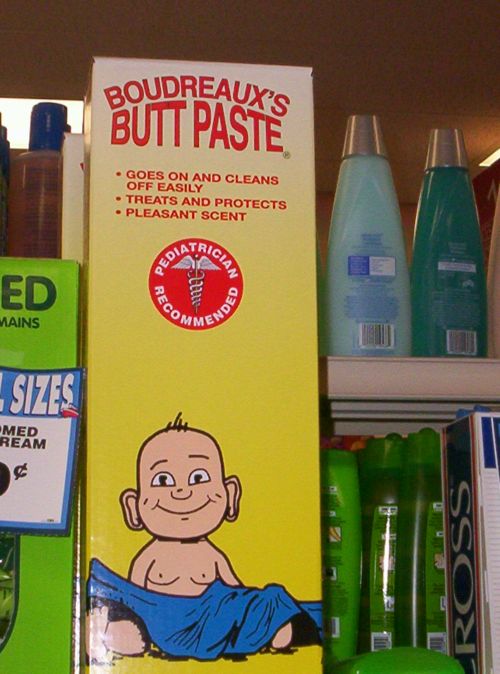 BOUDREAUX'S
BUTT PASTE®
• GOES ON AND CLEANS
OFF EASILY
• TREATS AND PROTECTS
• PLEASANT SCENT
PEDIATRICIAN
RECOMMENDED
ED
MAINS
SIZES
MED
REAM
¢
ROSS